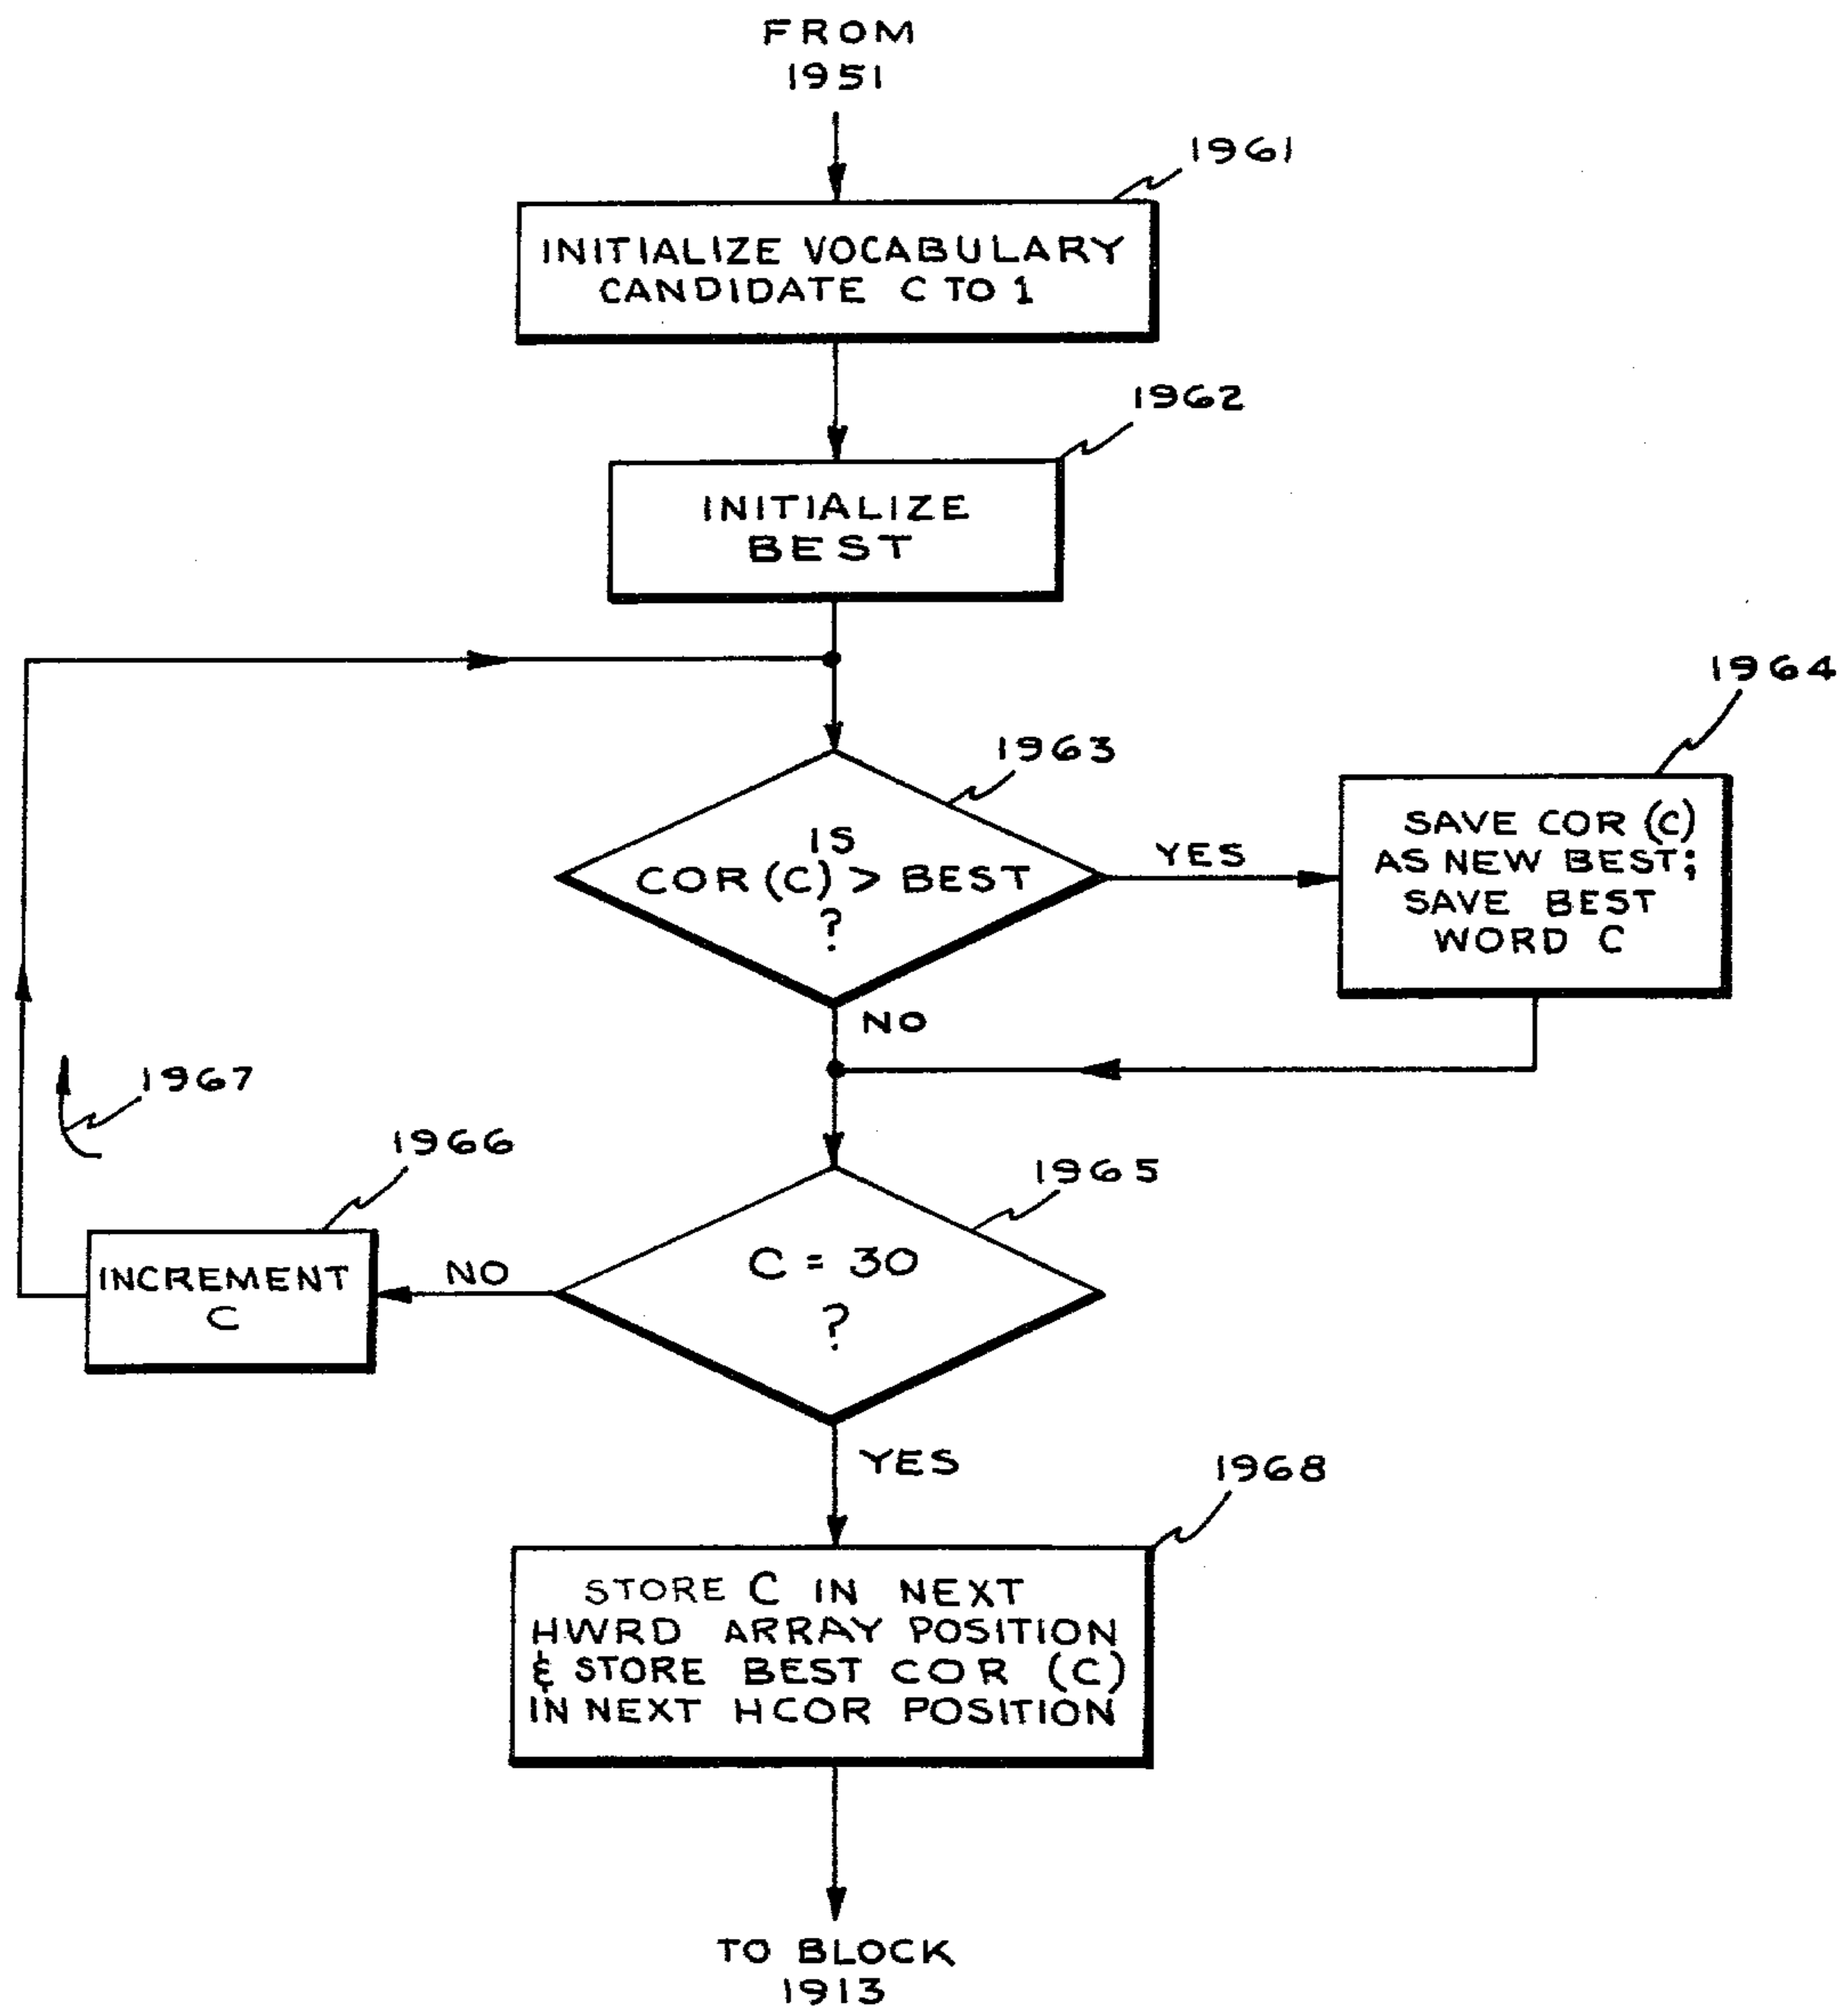 FROM
1951
1961
INITIALIZE VOCABULARY
CANDIDATE C TO 1
1962
INITIALIZE
BEST
1964
1963
IS
COR (C) > BEST
?
YES
SAVE COR (C)
AS NEW BEST;
SAVE BEST
WORD C
NO
1967
1966
1965
INCREMENT
C
NO
C = 30
?
YES
1968
STORE C IN NEXT
HWRD ARRAY POSITION
& STORE BEST COR (C)
IN NEXT HCOR POSITION
TO BLOCK
1913